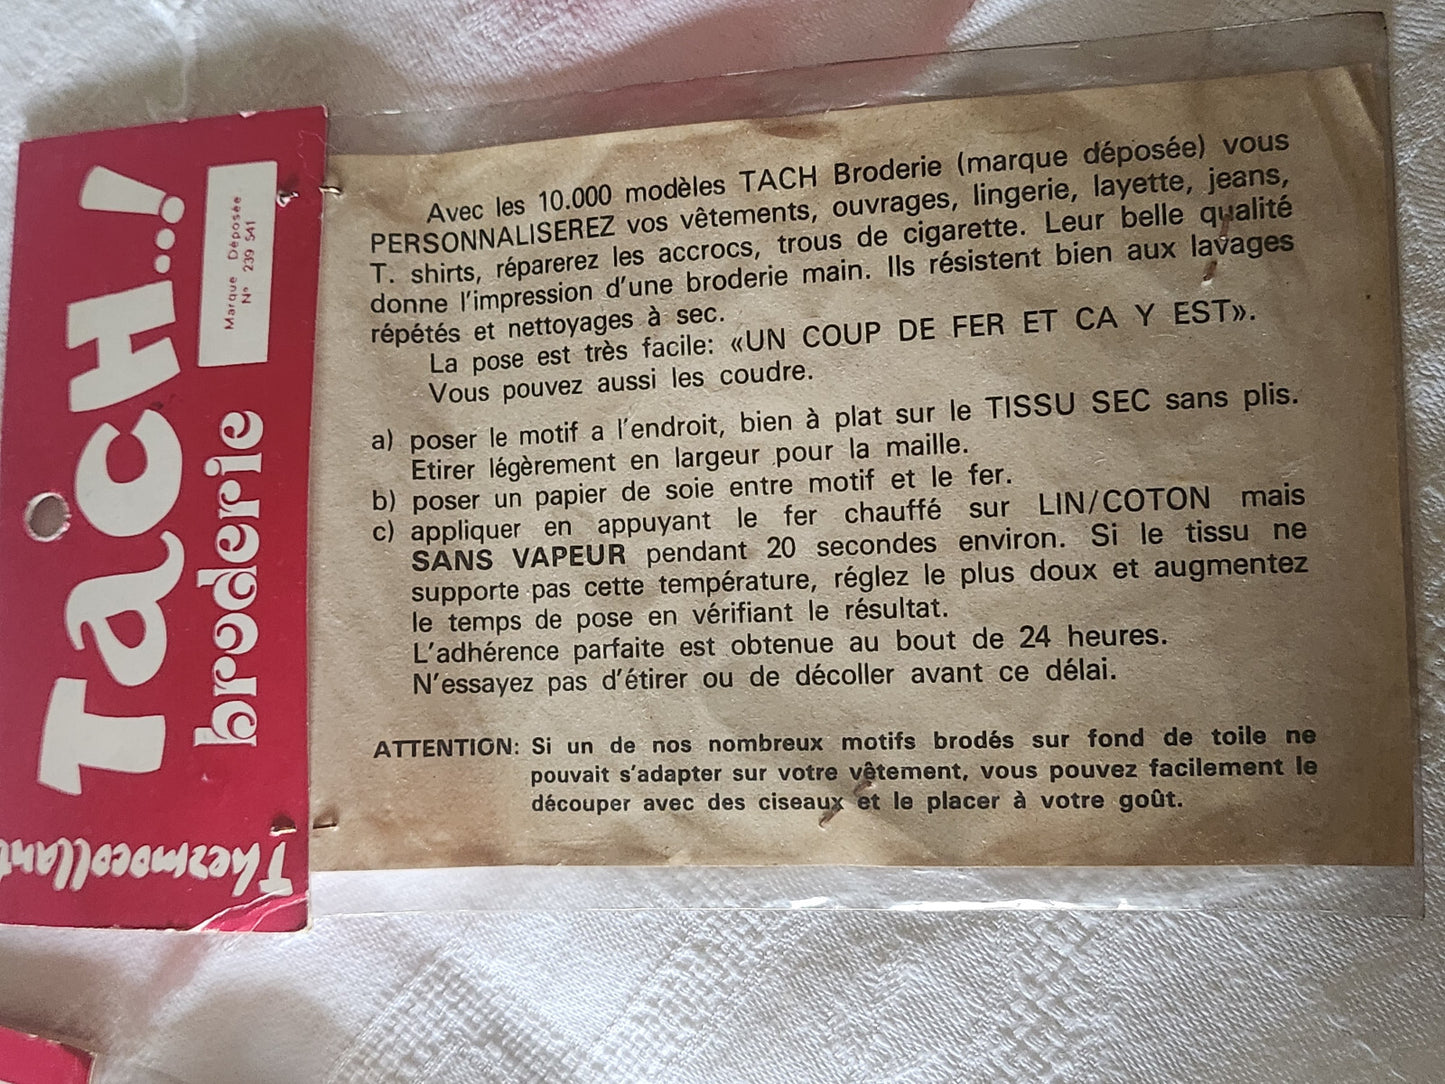 Tach...!
broderie
Marque Déposée
N° 239 541
Thermocollant
Avec les 10.000 modèles TACH Broderie (marque déposée) vous
PERSONNALISEREZ vos vêtements, ouvrages, lingerie, layette, jeans,
T. shirts, réparerez les accrocs, trous de cigarette. Leur belle qualité
donne l'impression d'une broderie main. Ils résistent bien aux lavages
répétés et nettoyages à sec.
La pose est très facile: «UN COUP DE FER ET CA Y EST».
Vous pouvez aussi les coudre.
a) poser le motif a l'endroit, bien à plat sur le TISSU SEC sans plis.
Etirer légèrement en largeur pour la maille.
b) poser un papier de soie entre motif et le fer.
c) appliquer en appuyant le fer chauffé sur LIN/COTON mais
SANS VAPEUR pendant 20 secondes environ. Si le tissu ne
supporte pas cette température, réglez le plus doux et augmentez
le temps de pose en vérifiant le résultat.
L'adhérence parfaite est obtenue au bout de 24 heures.
N'essayez pas d'étirer ou de décoller avant ce délai.
ATTENTION: Si un de nos nombreux motifs brodés sur fond de toile ne
pouvait s'adapter sur votre vêtement, vous pouvez facilement le
découper avec des ciseaux et le placer à votre goût.